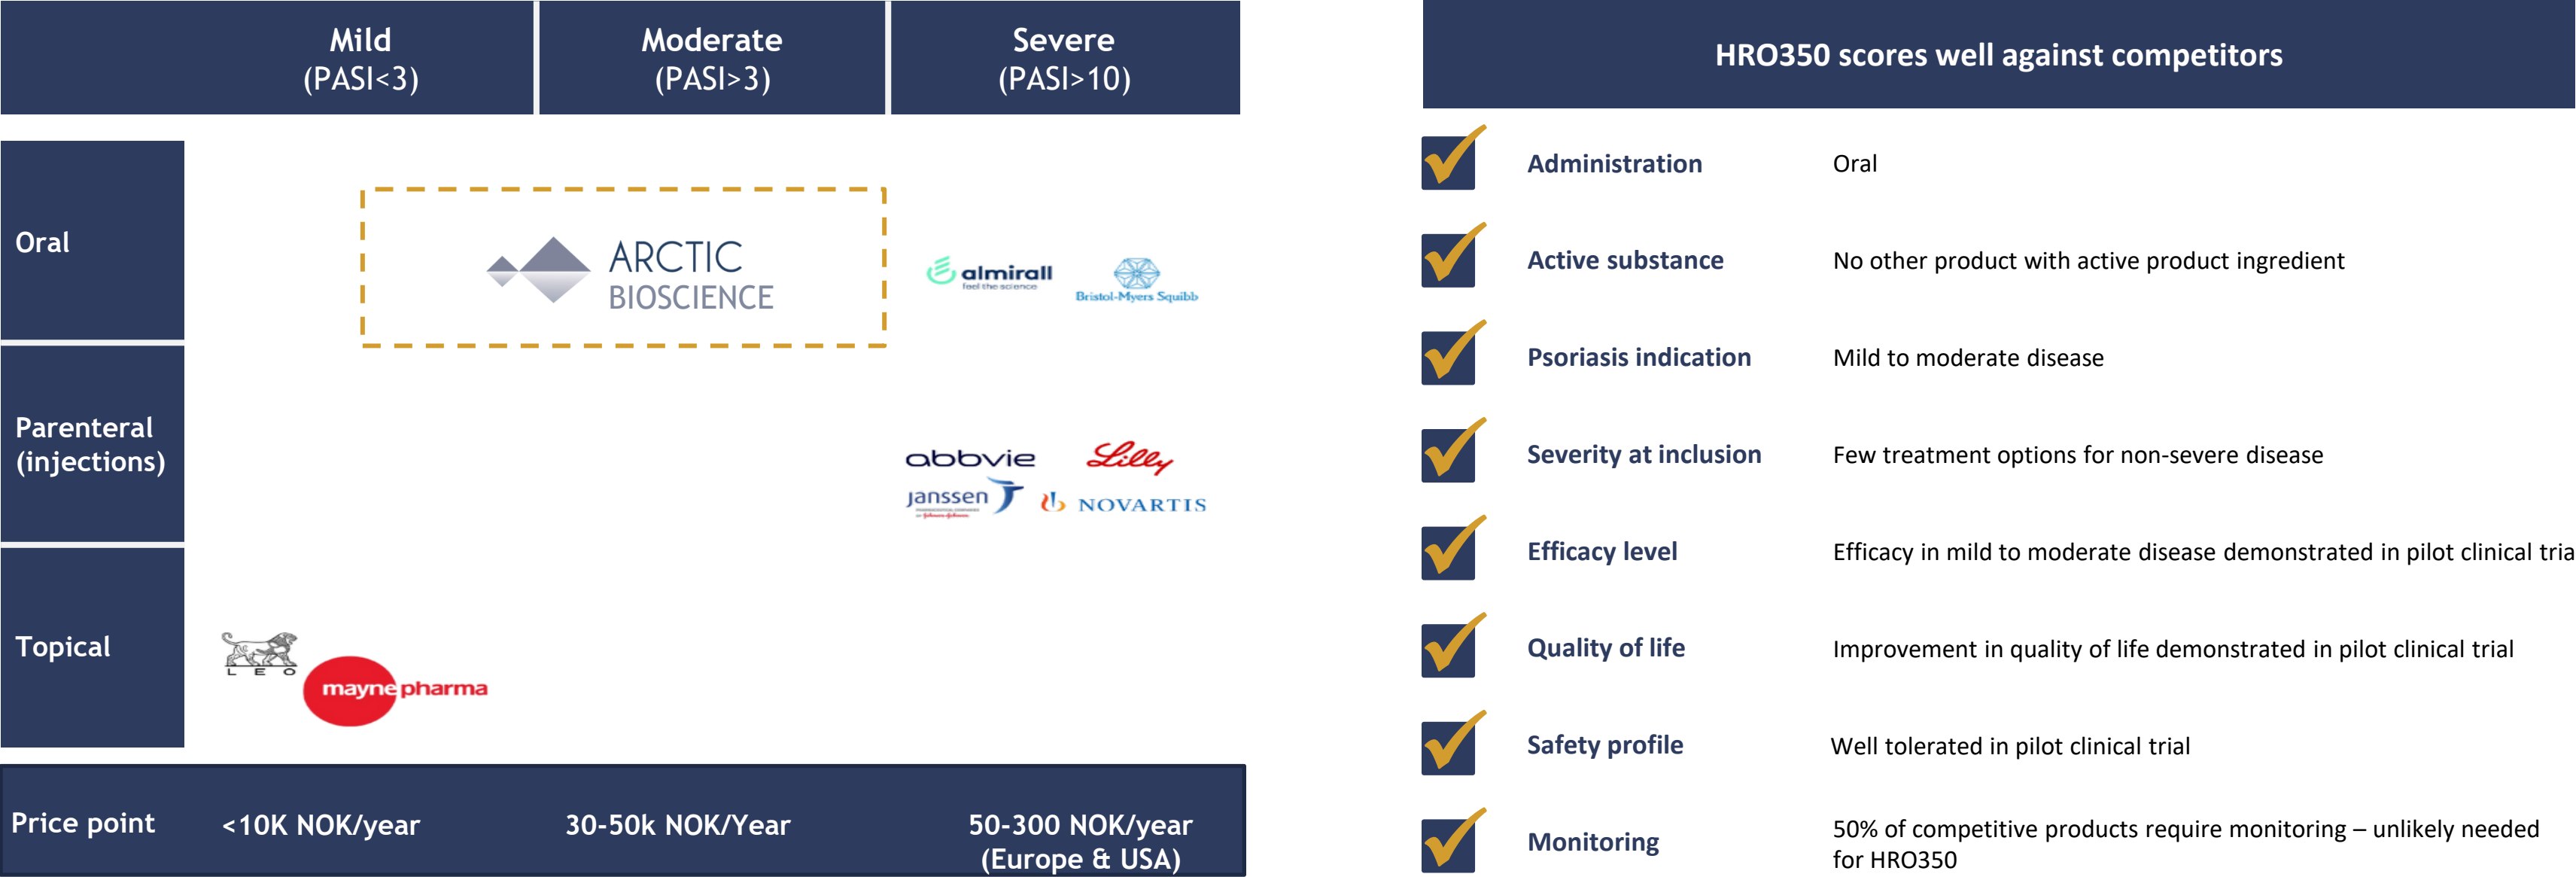 Mild
(PASI<3)
Moderate
(PASI>3)
Severe
(PASI>10)
Oral
ARCTIC
BIOSCIENCE
almirall
feel the science
Bristol-Myers Squibb
Parenteral
(injections)
abbvie
Lilly
Janssen
PHARMACEUTICAL COMPANIES
OF Johnson & Johnson
NOVARTIS
Topical
LEO
mayne pharma
Price point
<10K NOK/year
30-50k NOK/Year
50-300 NOK/year
(Europe & USA)
HRO350 scores well against competitors
Administration
Oral
Active substance
No other product with active product ingredient
Psoriasis indication
Mild to moderate disease
Severity at inclusion
Few treatment options for non-severe disease
Efficacy level
Efficacy in mild to moderate disease demonstrated in pilot clinical tria
Quality of life
Improvement in quality of life demonstrated in pilot clinical trial
Safety profile
Well tolerated in pilot clinical trial
Monitoring
50% of competitive products require monitoring – unlikely needed
for HRO350